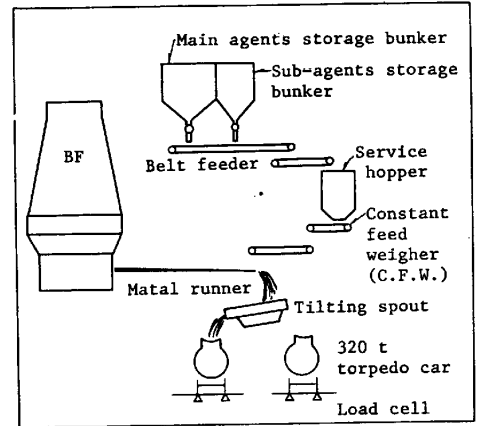 Main agents storage bunker
Sub-agents storage
bunker
BF
Belt feeder
Service
hopper
Constant
feed
weigher
(C.F.W.)
Matal runner
Tilting spout
320 t
torpedo car
Load cell